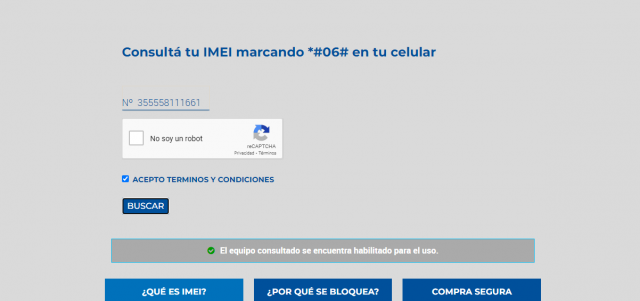 Consultá tu IMEI marcando *#06# en tu celular
Nº 355558111661
No soy un robot
reCAPTCHA
Privacidad - Términos
ACEPTO TERMINOS Y CONDICIONES
BUSCAR
El equipo consultado se encuentra habilitado para el uso.
¿QUÉ ES IMEI?
¿POR QUÉ SE BLOQUEA?
COMPRA SEGURA